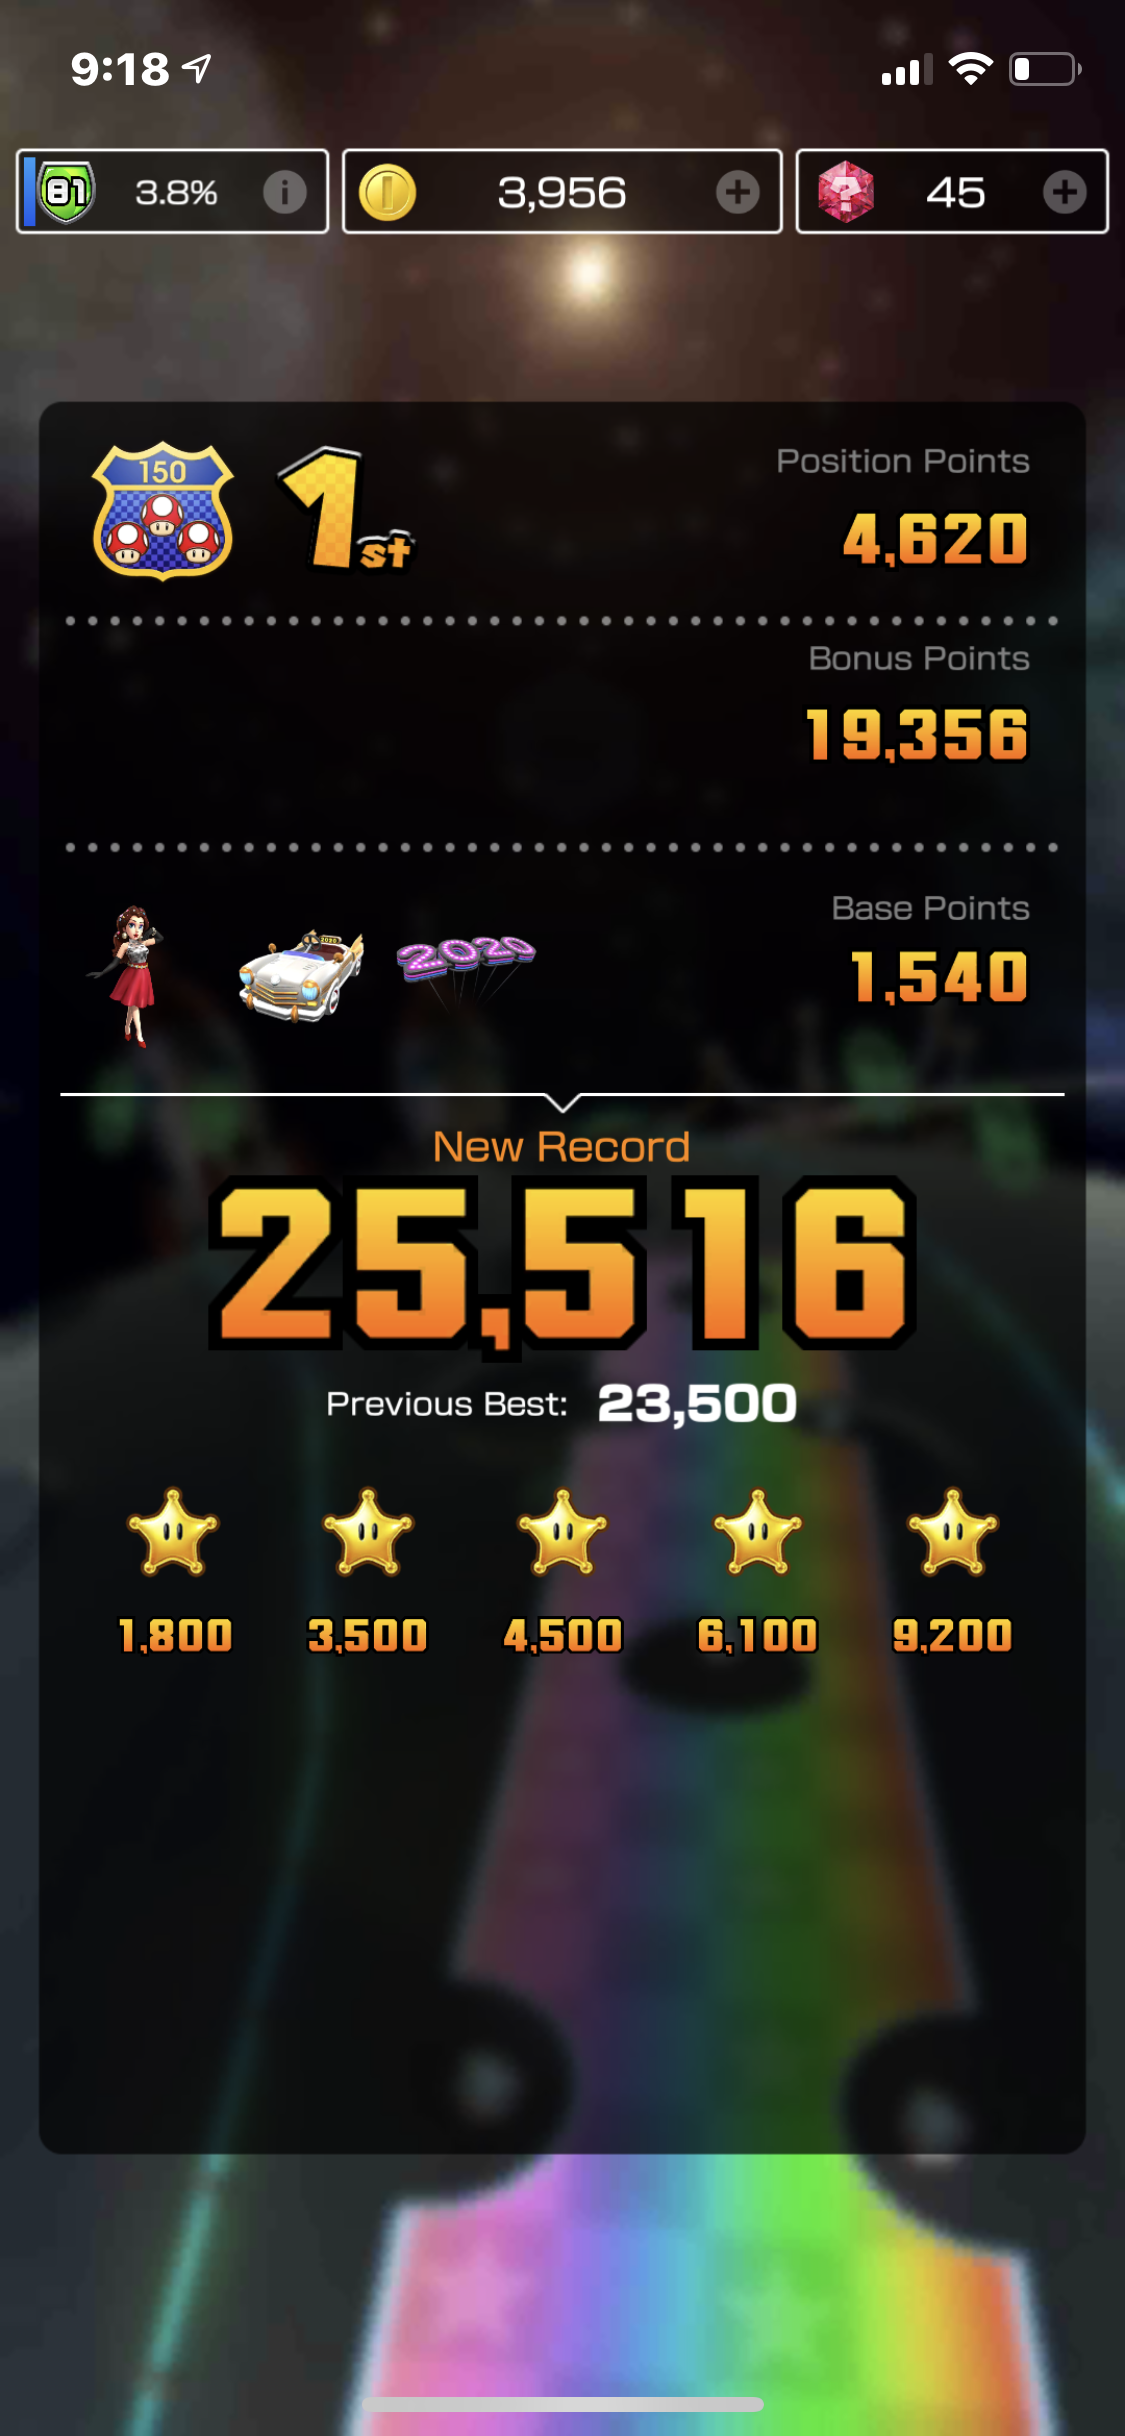 9:18
81 3.8% i 3,956 + ? 45 +
150 1st Position Points
4,620
Bonus Points
19,356
Base Points
2020 2020 1,540
New Record
25,516
Previous Best: 23,500
1,800 3,500 4,500 6,100 9,200